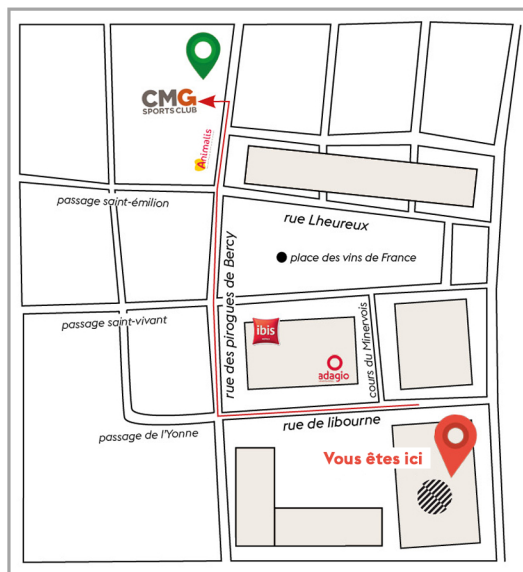 CMG
SPORTS CLUB
Animalis
passage saint-émilion
rue Lheureux
rue des pirogues de Bercy
place des vins de France
passage saint-vivant
ibis
adagio
cours du Minervois
passage de l'Yonne
rue de libourne
Vous êtes ici